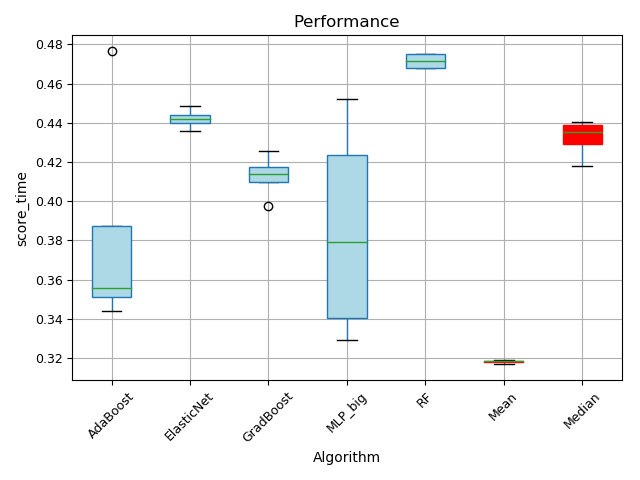 Performance
score_time
0.48
0.46
0.44
0.42
0.40
0.38
0.36
0.34
0.32
AdaBoost
ElasticNet
GradBoost
MLP_big
RF
Mean
Median
Algorithm